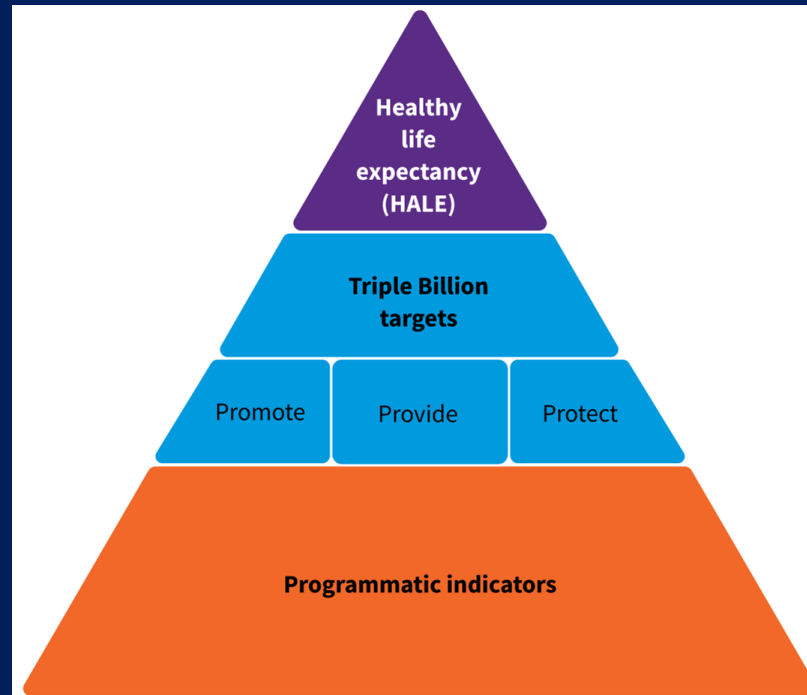 Healthy
life
expectancy
(HALE)
Triple Billion
targets
Promote
Provide
Protect
Programmatic indicators